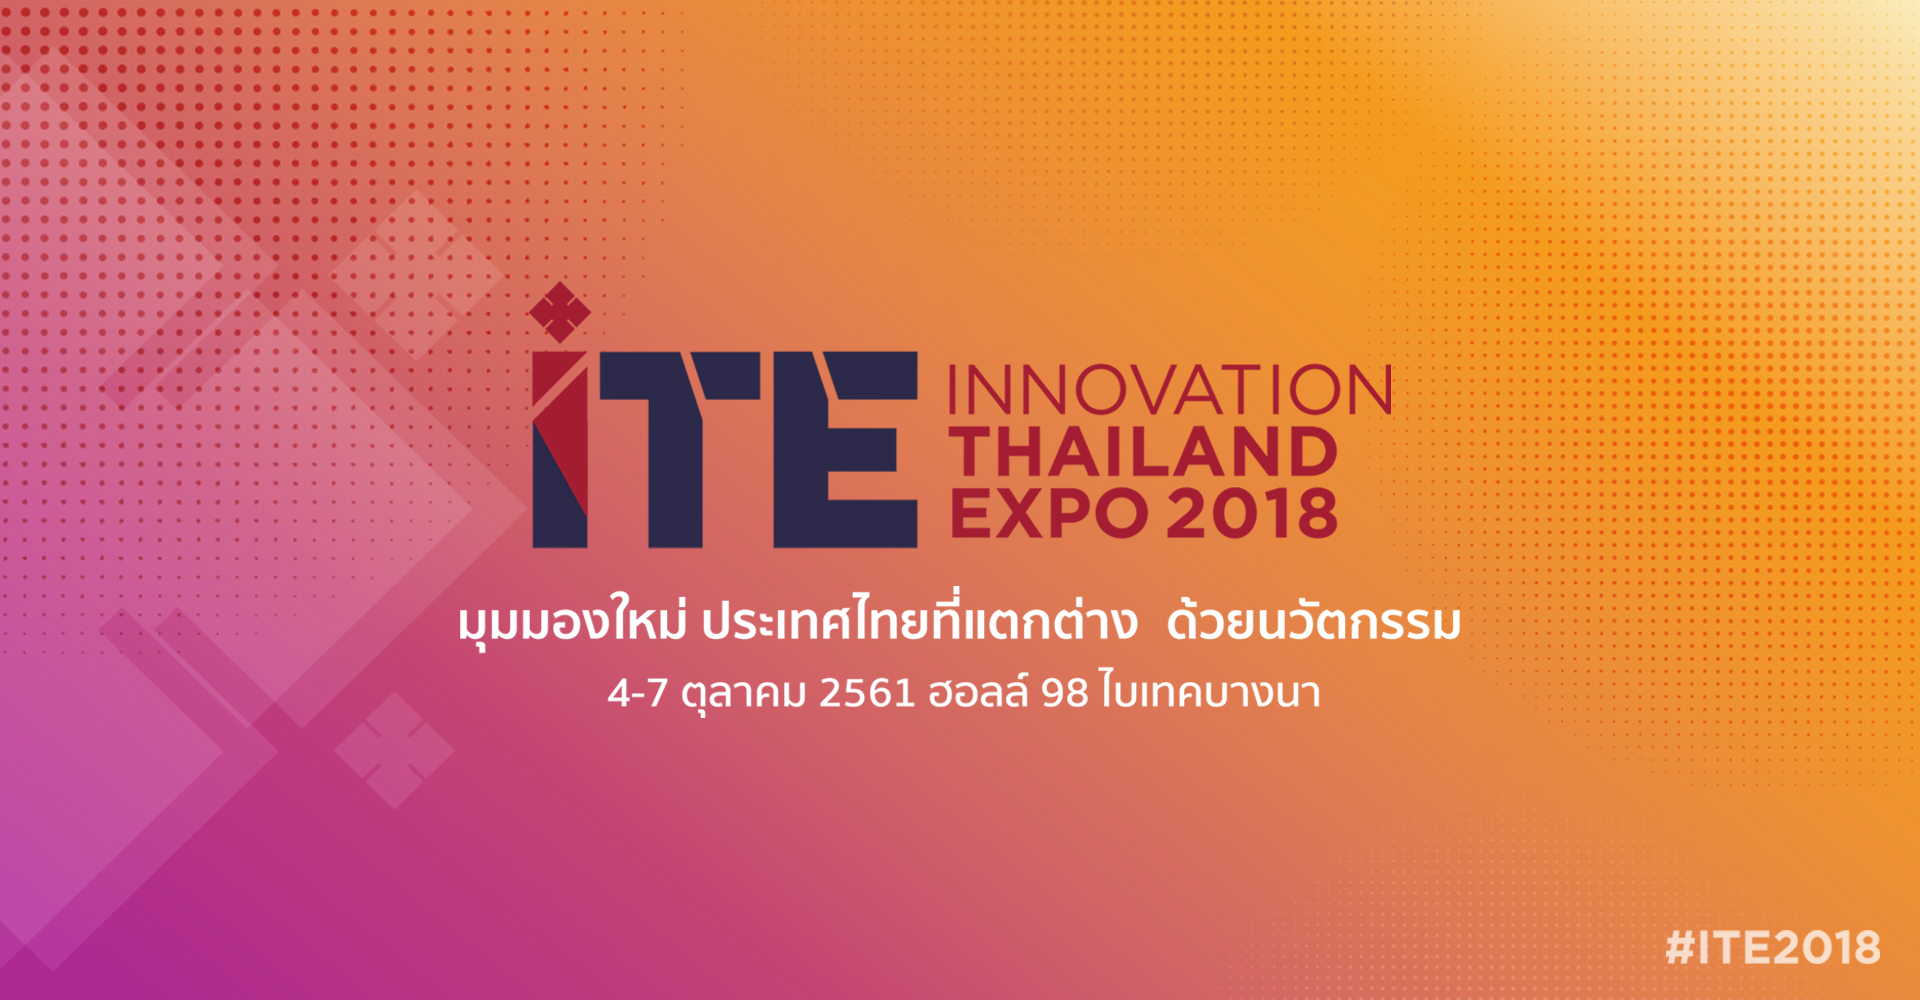 iTE
INNOVATION
THAILAND
EXPO 2018
มุมมองใหม่ ประเทศไทยที่แตกต่าง ด้วยนวัตกรรม
4-7 ตุลาคม 2561 ฮอลล์ 98 ไบเทคบางนา
#ITE2018